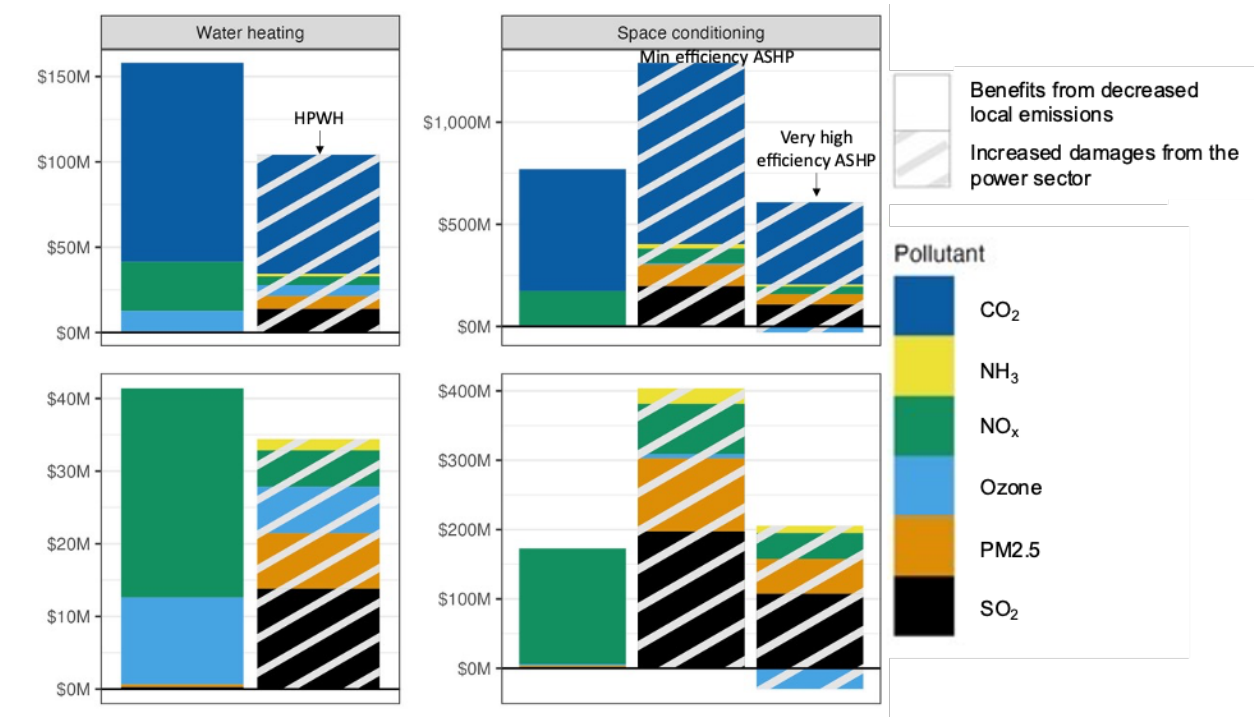 Water heating
$150M
$100M
$50M
$0M
HPWH
Space conditioning
Min efficiency ASHP
$1,000M
$500M
$0M
Very high
efficiency ASHP
$40M
$30M
$20M
$10M
$0M
$400M
$300M
$200M
$100M
$0M
Benefits from decreased
local emissions
Increased damages from the
power sector
Pollutant
CO₂
NH₃
NOₓ
Ozone
PM2.5
SO₂